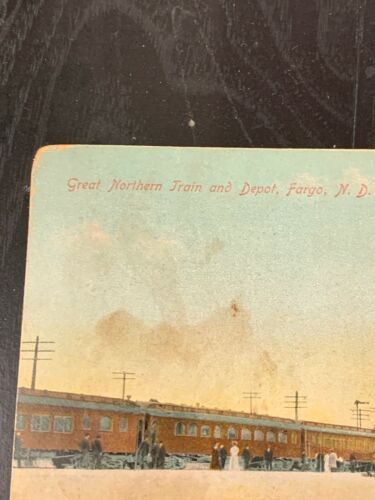 Great Northern Train and Depot, Fargo, N. D.